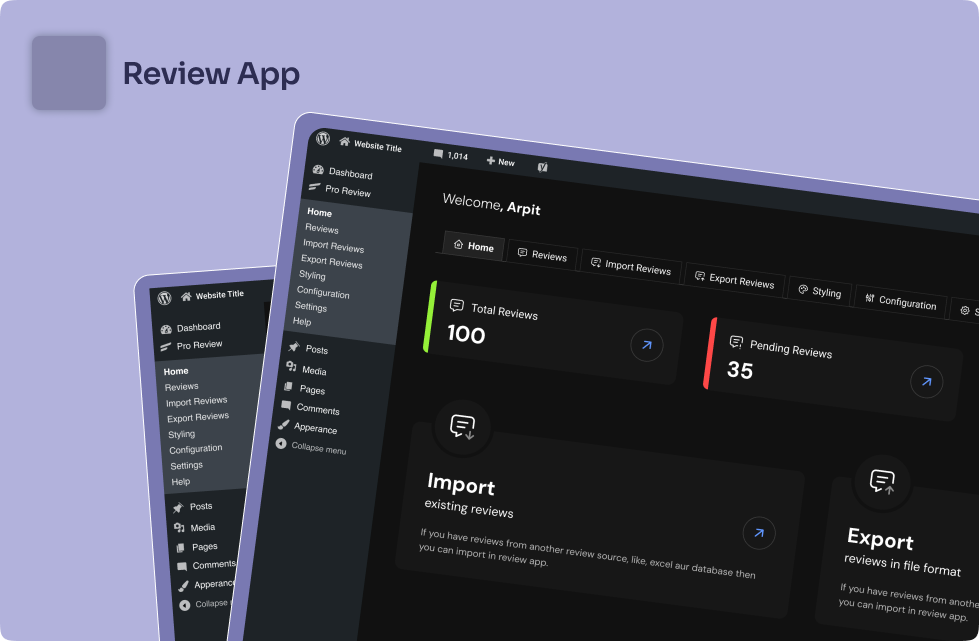 Review App
Website Title
1,014
New
Dashboard
Pro Review
Home
Reviews
Import Reviews
Export Reviews
Styling
Configuration
Settings
Help
Posts
Media
Pages
Comments
Apperance
Collapse menu
Welcome, Arpit
Home
Reviews
Import Reviews
Export Reviews
Styling
Configuration
S
Total Reviews
100
Pending Reviews
35
Import
existing reviews
If you have reviews from another review source, like, excel aur database then
you can import in review app.
Export
reviews in file format
If you have reviews from anothe
you can import in review app.
Website Title
Dashboard
Pro Review
Home
Reviews
Import Reviews
Export Reviews
Styling
Configuration
Settings
Help
Posts
Media
Pages
Comments
Apperance
Collapse